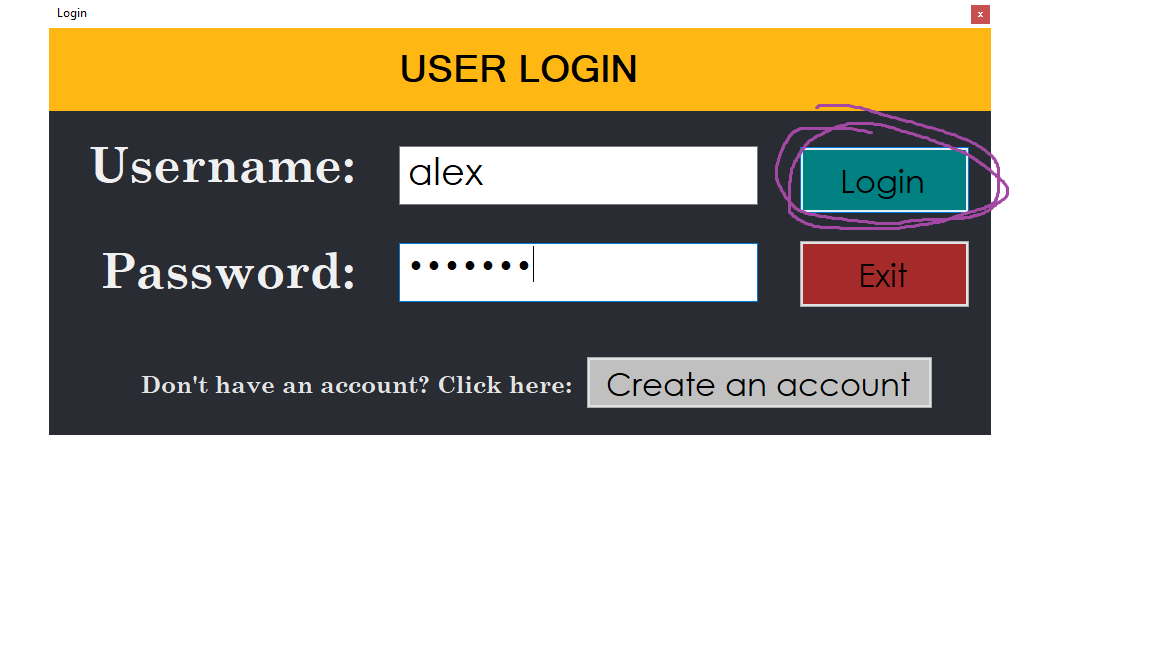 Login x
USER LOGIN
Username: alex Login
Password: ••••••• Exit
Don't have an account? Click here: Create an account